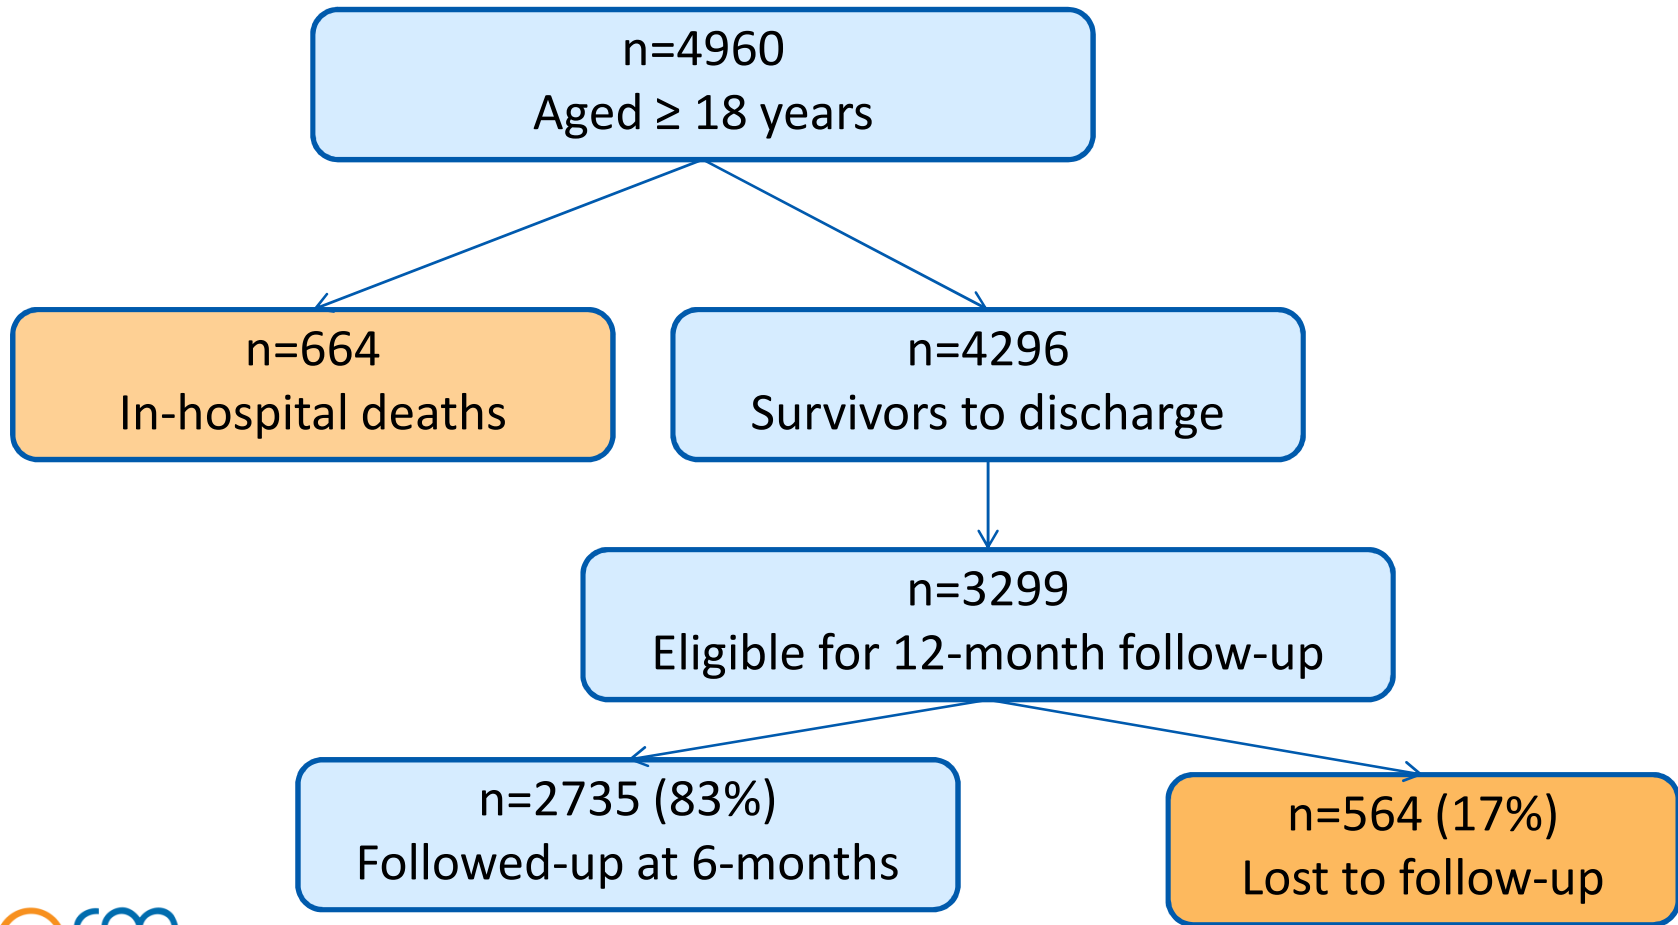 n=4960
Aged ≥ 18 years
n=664
In-hospital deaths
n=4296
Survivors to discharge
n=3299
Eligible for 12-month follow-up
n=2735 (83%)
Followed-up at 6-months
n=564 (17%)
Lost to follow-up